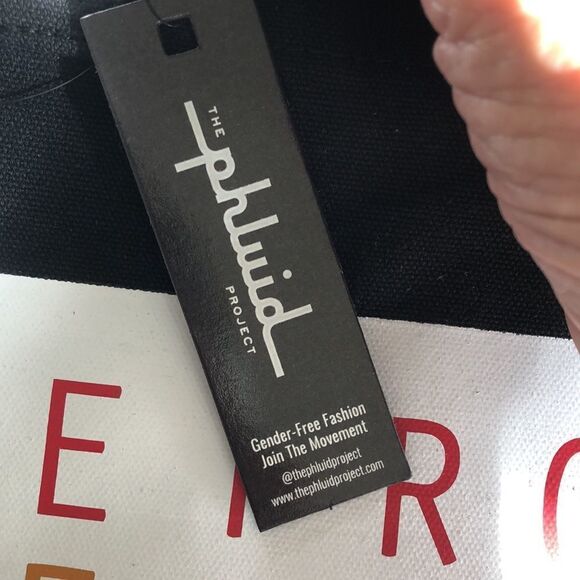 THE
phluid
PROJECT
Gender-Free Fashion
Join The Movement
@thephluidproject
www.thephluidproject.com
E
R